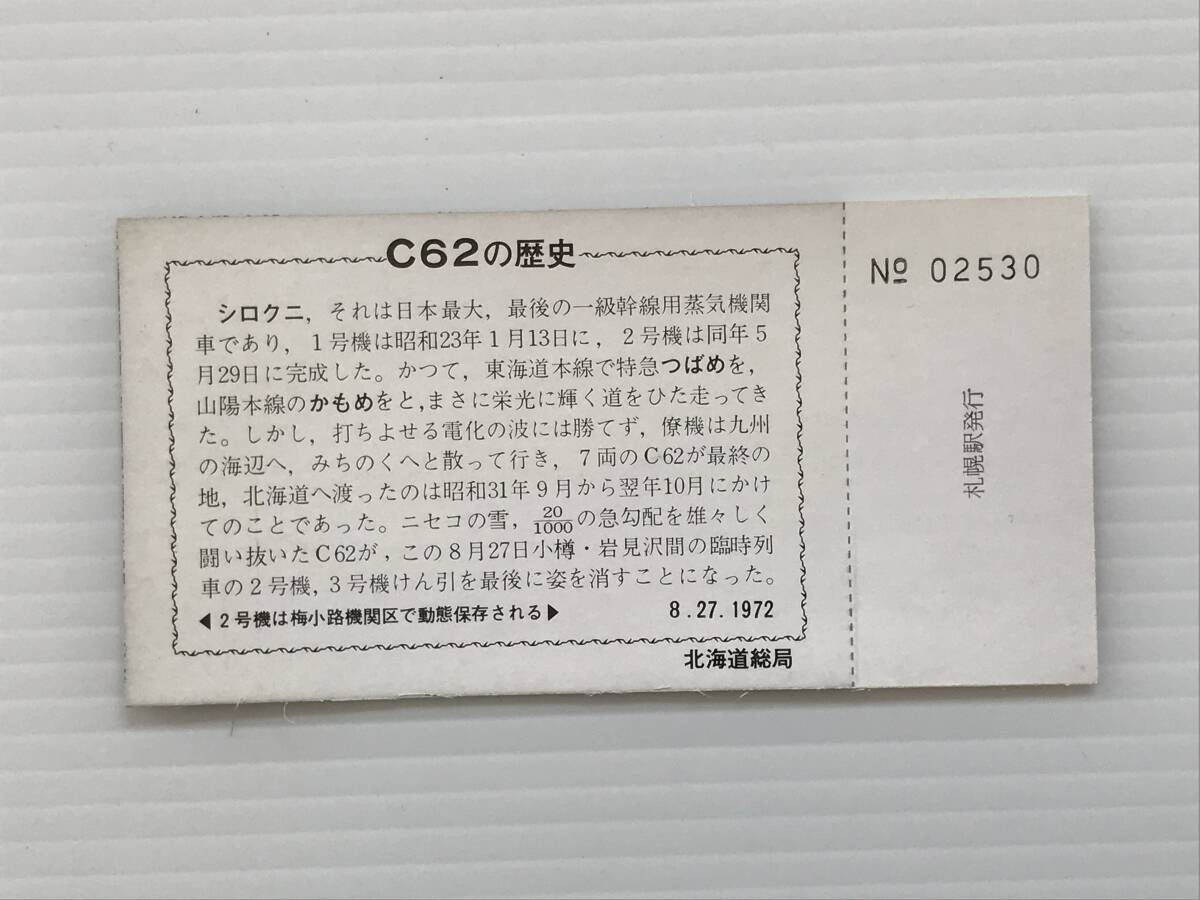 C62の歴史
シロクニ，それは日本最大，最後の一級幹線用蒸気機関
車であり，1号機は昭和23年1月13日に，2号機は同年5
月29日に完成した。かつて，東海道本線で特急つばめを，
山陽本線のかもめをと，まさに栄光に輝く道をひた走ってき
た。しかし，打ちよせる電化の波には勝てず，僚機は九州
の海辺へ，みちのくへと散って行き，7両のC62が最終の
地，北海道へ渡ったのは昭和31年9月から翌年10月にかけ
てのことであった。ニセコの雪，20/1000の急勾配を雄々しく
闘い抜いたC62が，この8月27日小樽・岩見沢間の臨時列
車の2号機，3号機けん引を最後に姿を消すことになった。
◀2号機は梅小路機関区で動態保存される▶ 8.27.1972
北海道総局
№ 02530
札幌駅発行